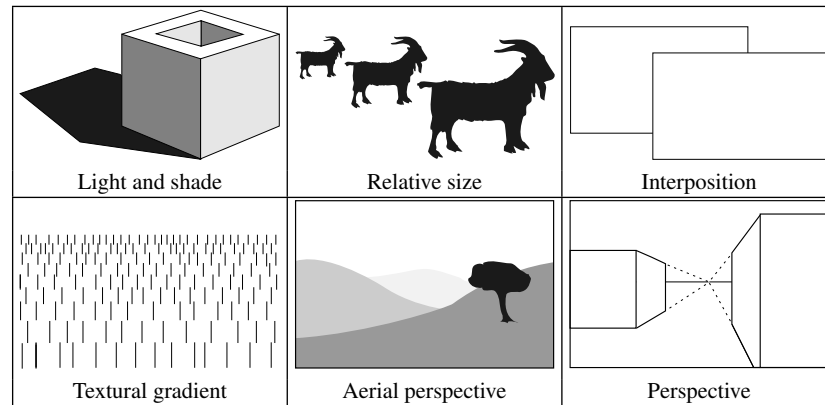 Light and shade
Relative size
Interposition
Textural gradient
Aerial perspective
Perspective